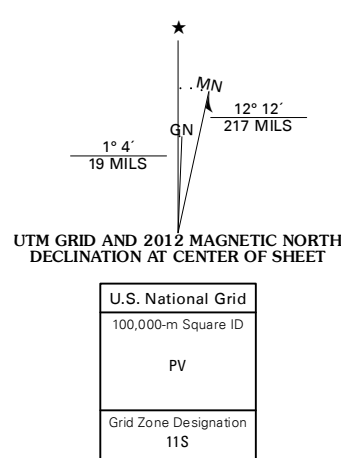 ★
MN
GN
1° 4´
19 MILS
12° 12´
217 MILS
UTM GRID AND 2012 MAGNETIC NORTH
DECLINATION AT CENTER OF SHEET
U.S. National Grid
100,000-m Square ID
PV
Grid Zone Designation
11S